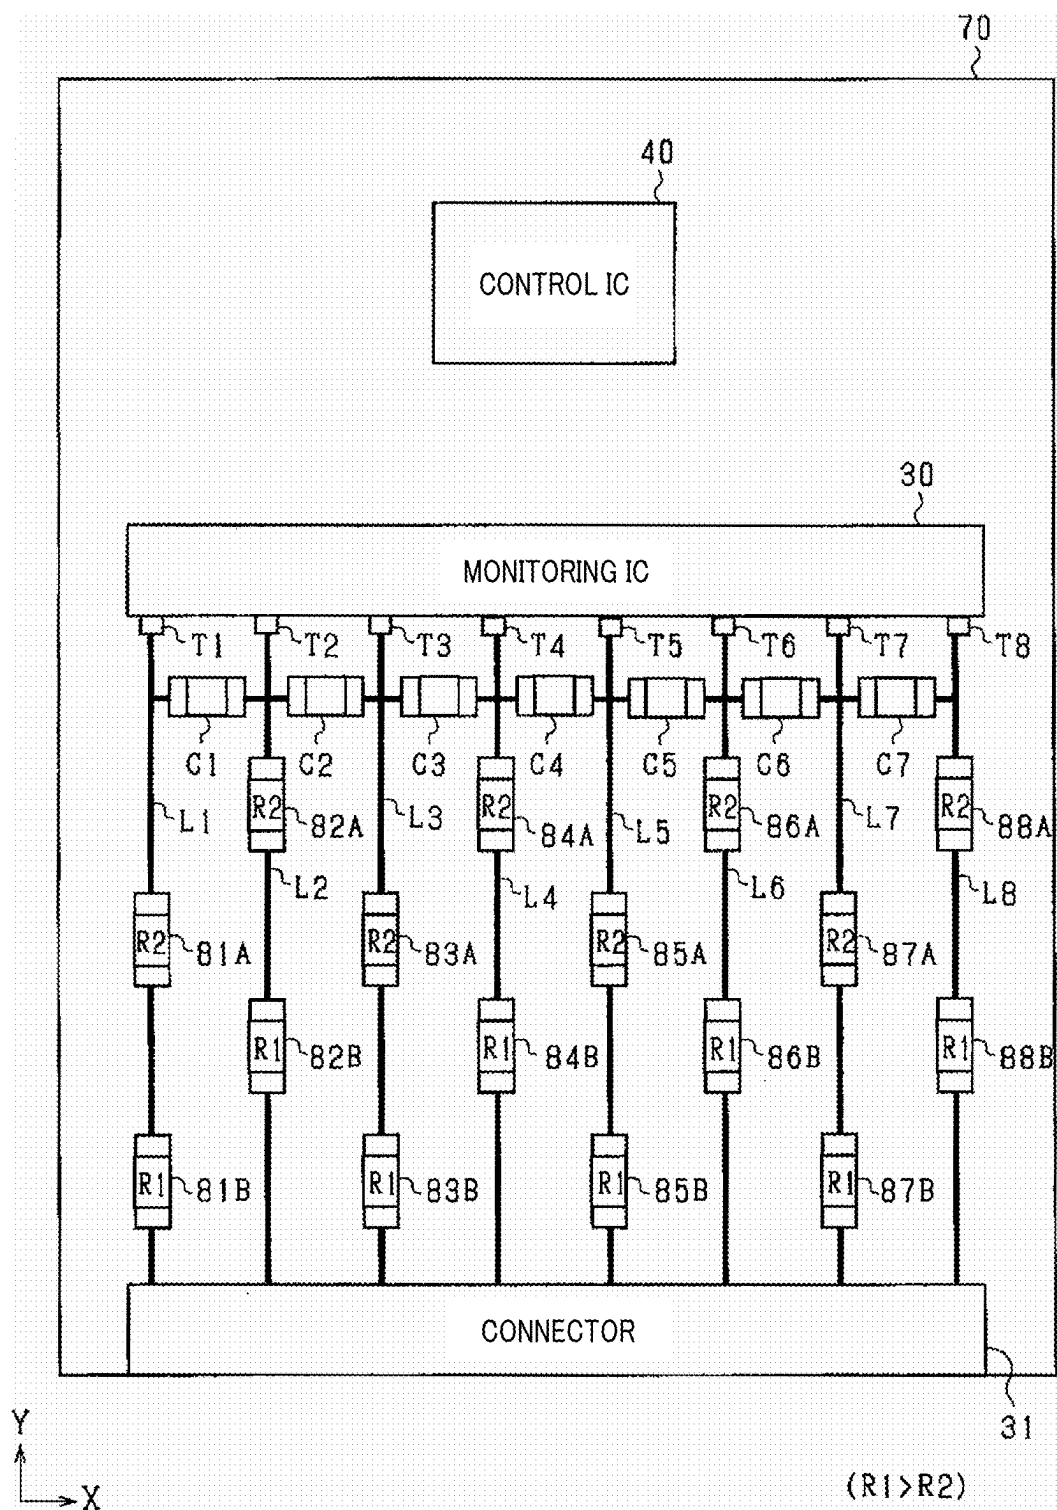 70
40
CONTROL IC
30
MONITORING IC
T1 T2 T3 T4 T5 T6 T7 T8
C1 C2 C3 C4 C5 C6 C7
L1 R2 82A L3 R2 84A L5 R2 86A L7 R2 88A
L2 L4 L6 L8
R2 81A R2 83A R2 85A R2 87A
R1 82B R1 84B R1 86B R1 88B
R1 81B R1 83B R1 85B R1 87B
CONNECTOR
31
Y
X
(R1>R2)